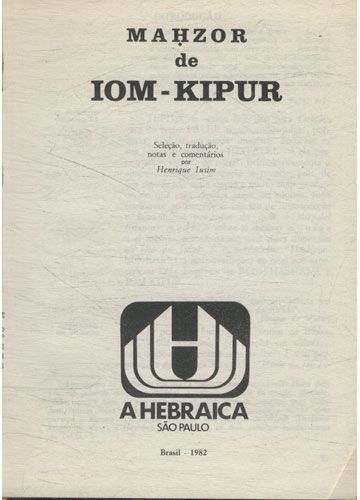 MAḤZOR
de
IOM-KIPUR
Seleção, tradução,
notas e comentários
por
Henrique Iusim
A HEBRAICA
SÃO PAULO
Brasil - 1982